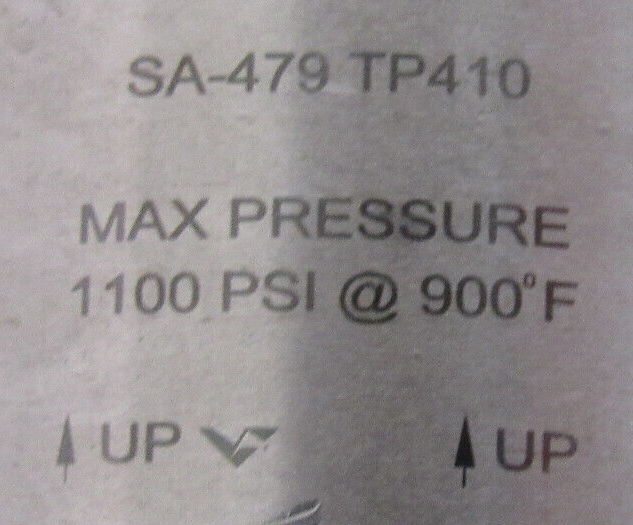 SA-479 TP410
MAX PRESSURE
1100 PSI @ 900°F
UP UP